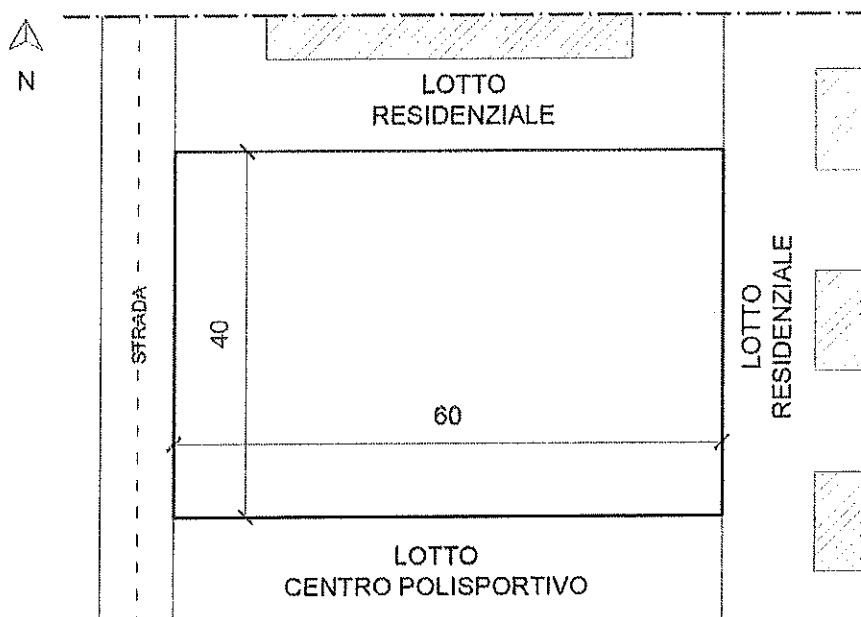 N
LOTTO
RESIDENZIALE
STRADA
40
60
LOTTO
RESIDENZIALE
LOTTO
CENTRO POLISPORTIVO